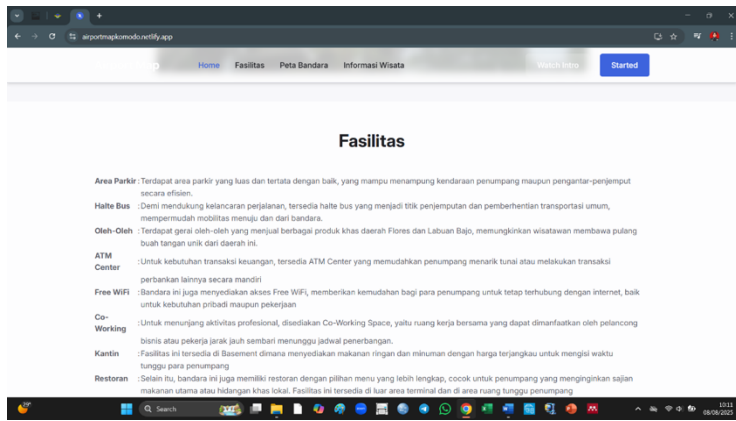 airportmapkomodo.netlify.app
Home Fasilitas Peta Bandara Informasi Wisata Watch Intro Started
Fasilitas
Area Parkir : Terdapat area parkir yang luas dan tertata dengan baik, yang mampu menampung kendaraan penumpang maupun pengantar-penjemput
secara efisien.
Halte Bus : Demi mendukung kelancaran perjalanan, tersedia halte bus yang menjadi titik penjemputan dan pemberhentian transportasi umum,
mempermudah mobilitas menuju dan dari bandara.
Oleh-Oleh : Terdapat gerai oleh-oleh yang menjual berbagai produk khas daerah Flores dan Labuan Bajo, memungkinkan wisatawan membawa pulang
buah tangan unik dari daerah ini.
ATM
Center : Untuk kebutuhan transaksi keuangan, tersedia ATM Center yang memudahkan penumpang menarik tunai atau melakukan transaksi
perbankan lainnya secara mandiri
Free WiFi : Bandara ini juga menyediakan akses Free WiFi, memberikan kemudahan bagi para penumpang untuk tetap terhubung dengan internet, baik
untuk kebutuhan pribadi maupun pekerjaan
Co-
Working : Untuk menunjang aktivitas profesional, disediakan Co-Working Space, yaitu ruang kerja bersama yang dapat dimanfaatkan oleh pelancong
bisnis atau pekerja jarak jauh sembari menunggu jadwal penerbangan.
Kantin : Fasilitas ini tersedia di Basement dimana menyediakan makanan ringan dan minuman dengan harga terjangkau untuk mengisi waktu
tunggu para penumpang
Restoran : Selain itu, bandara ini juga memiliki restoran dengan pilihan menu yang lebih lengkap, cocok untuk penumpang yang menginginkan sajian
makanan utama atau hidangan khas lokal. Fasilitas ini tersedia di luar area terminal dan di area ruang tunggu penumpang
29°
Search
10:11
08/08/2025